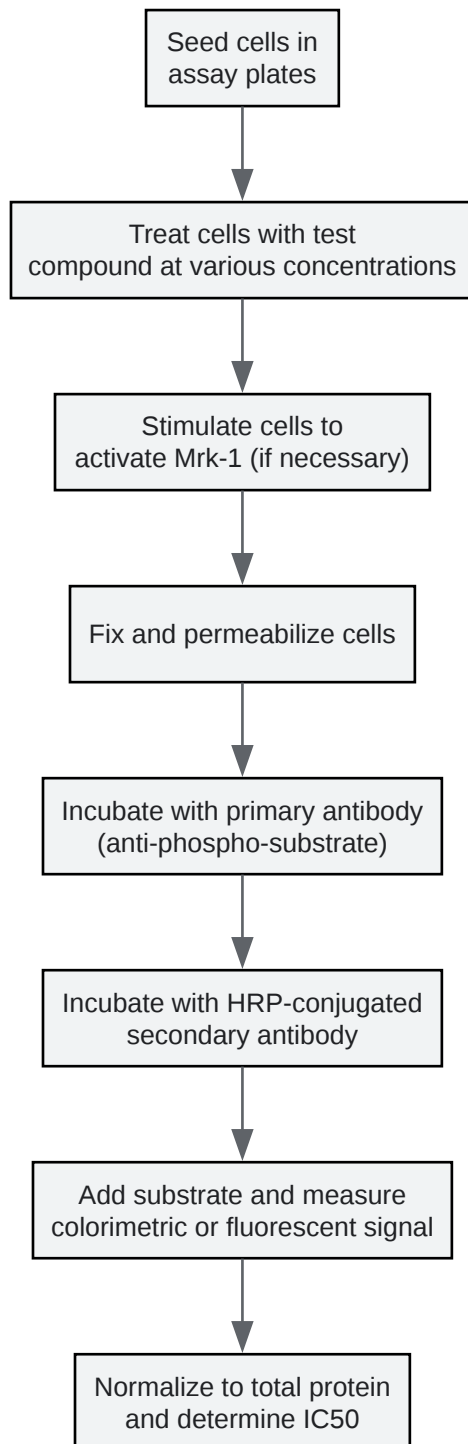 Seed cells in
assay plates
Treat cells with test
compound at various concentrations
Stimulate cells to
activate Mrk-1 (if necessary)
Fix and permeabilize cells
Incubate with primary antibody
(anti-phospho-substrate)
Incubate with HRP-conjugated
secondary antibody
Add substrate and measure
colorimetric or fluorescent signal
Normalize to total protein
and determine IC50